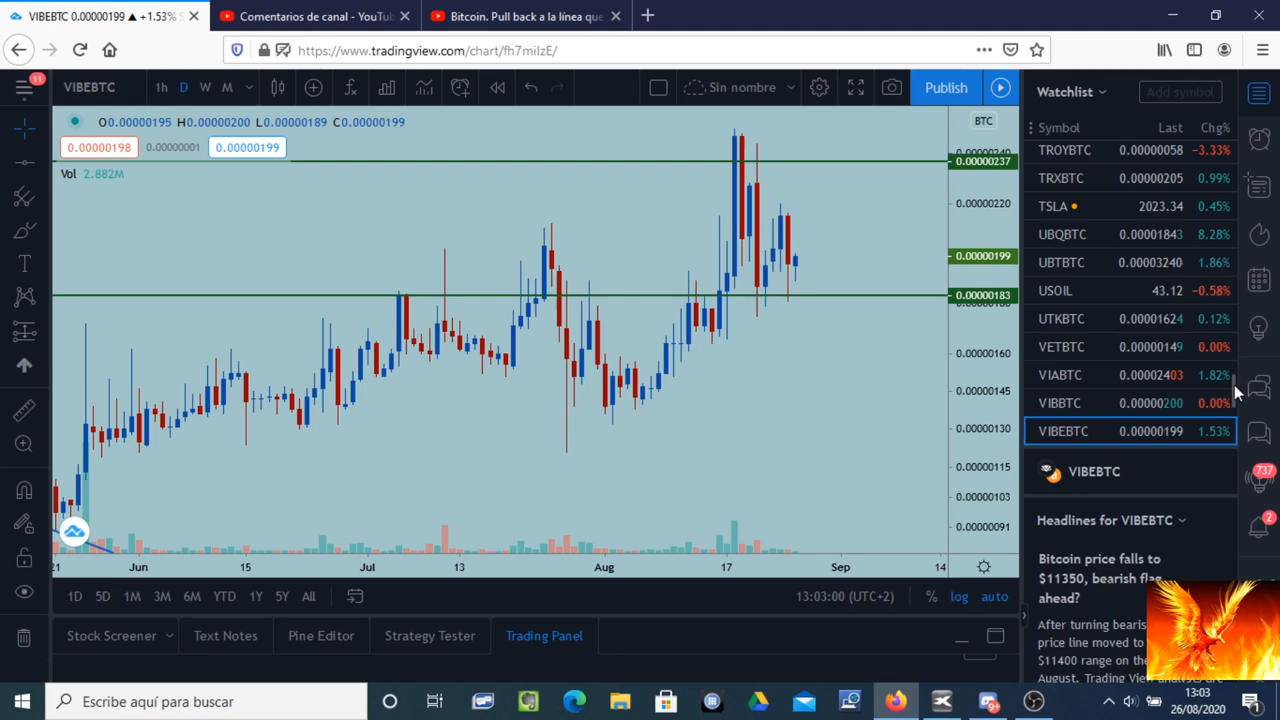 VIBEBTC 0.00000199 ▲ +1.53% S
Comentarios de canal - YouTub
Bitcoin. Pull back a la línea que
https://www.tradingview.com/chart/fh7milzE/
11
VIBEBTC
1h D W M
Sin nombre
Publish
Watchlist
Add symbol
O0.00000195 H0.00000200 L0.00000189 C0.00000199
BTC
0.00000198 0.00000001 0.00000199
Vol 2.882M
0.00000240
0.00000237
0.00000220
0.00000199
0.00000183
0.00000160
0.00000145
0.00000130
0.00000115
0.00000103
0.00000091
Symbol Last Chg%
TROYBTC 0.00000058 −3.33%
TRXBTC 0.00000205 0.99%
TSLA 2023.34 0.45%
UBQBTC 0.00001843 8.28%
UBTBTC 0.00003240 1.86%
USOIL 43.12 −0.58%
UTKBTC 0.00001624 0.12%
VETBTC 0.00000149 0.00%
VIABTC 0.00002403 1.82%
VIBBTC 0.00000200 0.00%
VIBEBTC 0.00000199 1.53%
VIBEBTC
Headlines for VIBEBTC
Bitcoin price falls to
$11350, bearish flag
ahead?
After turning bearis
price line moved to
$11400 range on the
August. Trading View
737
2
21 Jun 15 Jul 13 Aug 17 Sep 14
1D 5D 1M 3M 6M YTD 1Y 5Y All
13:03:00 (UTC+2) % log auto
Stock Screener Text Notes Pine Editor Strategy Tester Trading Panel
Escribe aquí para buscar
13:03
26/08/2020